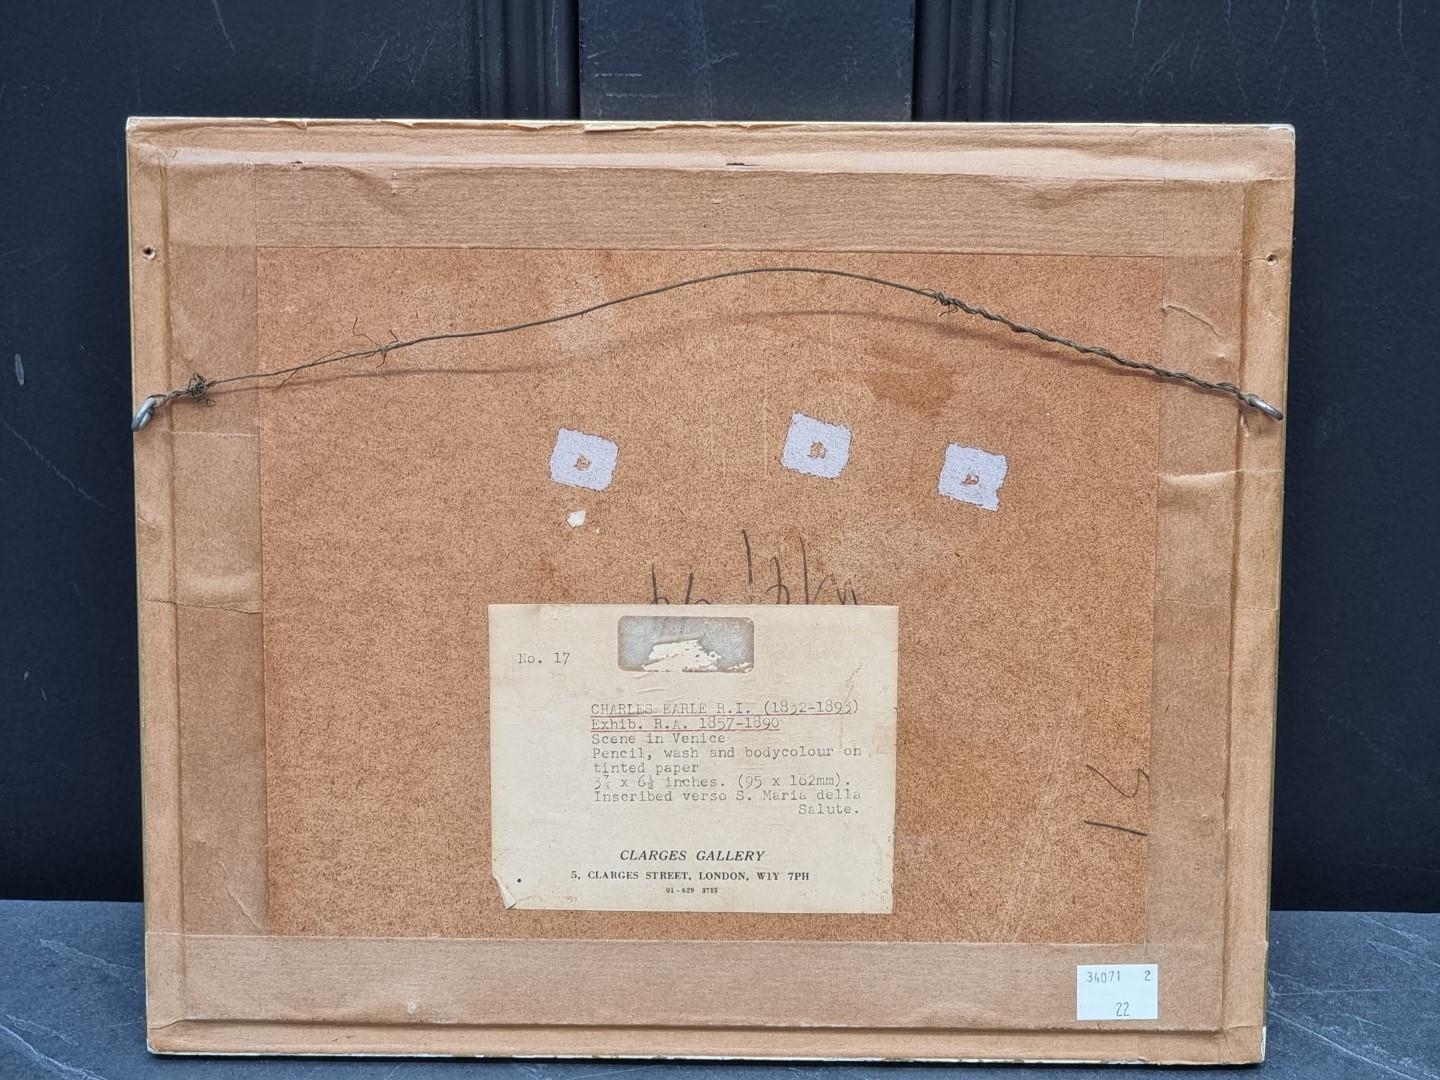 No. 17
CHARLES EARLE R.I. (1832-1893)
Exhib. R.A. 1857-1890
Scene in Venice
Pencil, wash and bodycolour on
tinted paper
3¾ x 6½ inches. (95 x 162mm).
Inscribed verso S. Maria della
Salute.
CLARGES GALLERY
5, CLARGES STREET, LONDON, W1Y 7PH
01 - 629 3715
34071 2
22